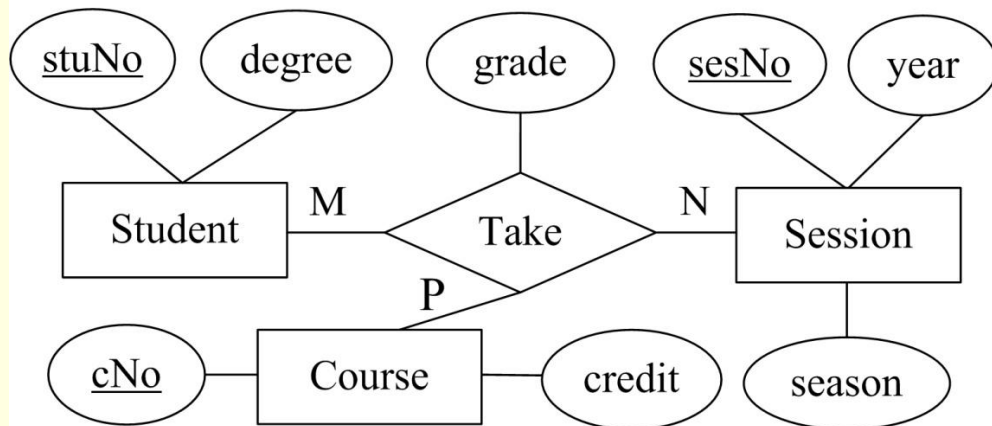 stuNo degree grade sesNo year
Student M Take N Session
P
cNo Course credit season